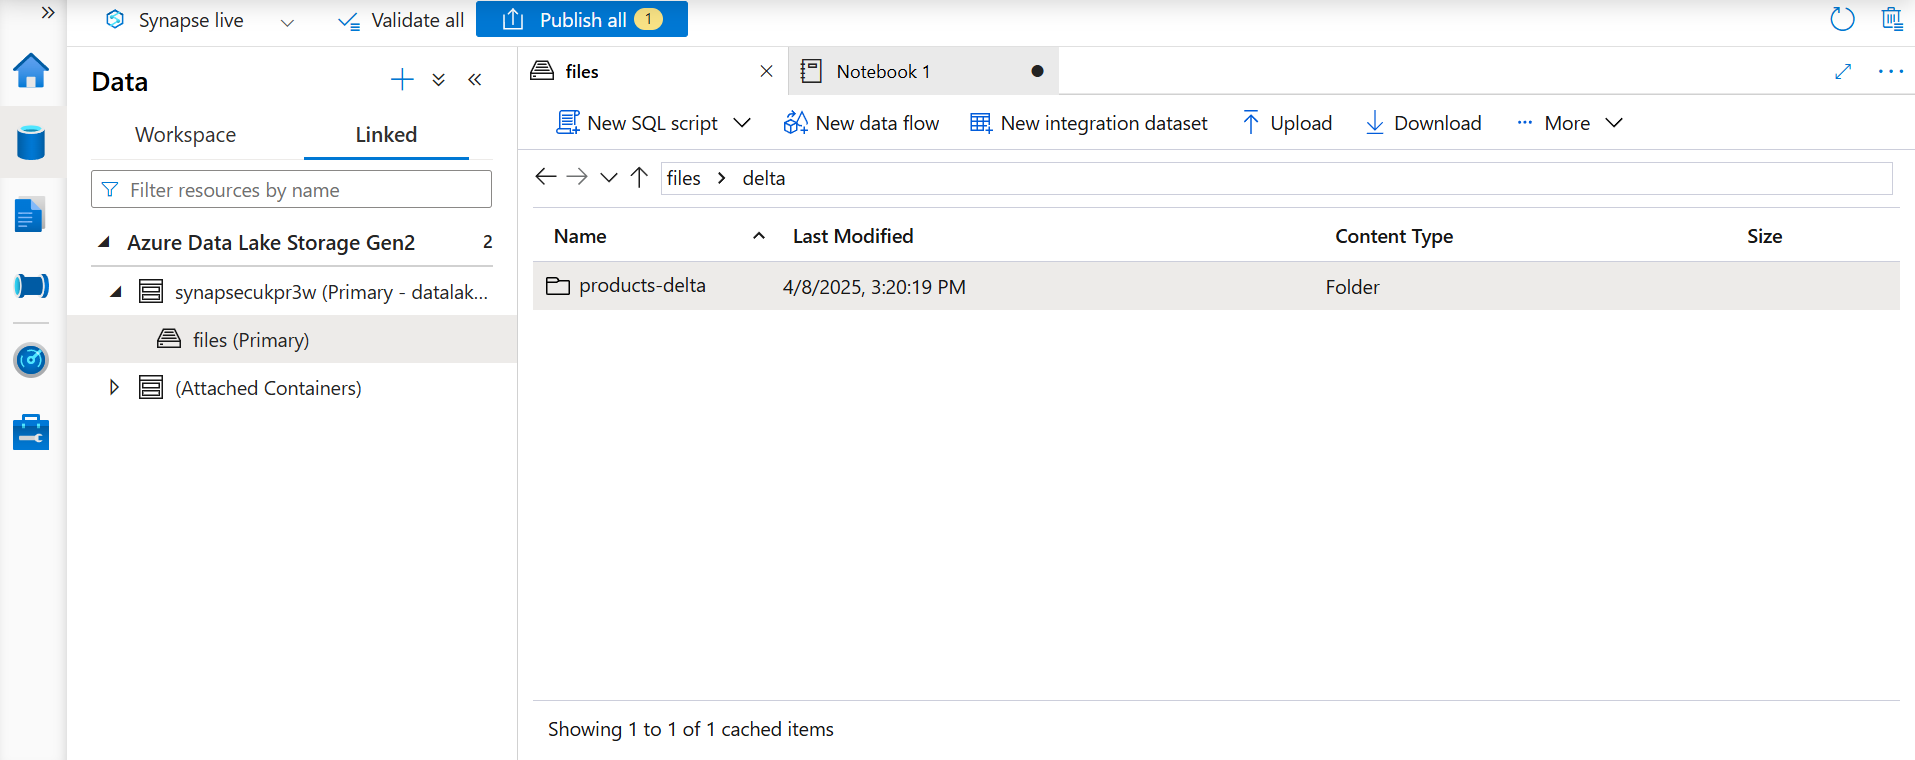 Synapse live
Validate all
Publish all 1
Data
Workspace
Linked
Filter resources by name
Azure Data Lake Storage Gen2 2
synapsecukpr3w (Primary - datalak...
files (Primary)
(Attached Containers)
files
Notebook 1
New SQL script
New data flow
New integration dataset
Upload
Download
More
files > delta
Name
Last Modified
Content Type
Size
products-delta
4/8/2025, 3:20:19 PM
Folder
Showing 1 to 1 of 1 cached items